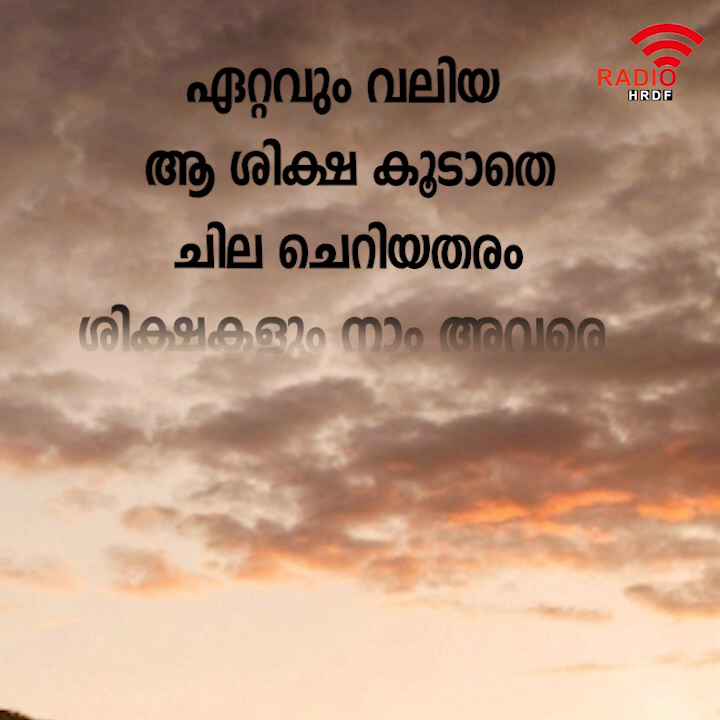 RADIO
HRDF
ഏറ്റവും വലിയ
ആ ശിക്ഷ കൂടാതെ
ചില ചെറിയതരം
ശിക്ഷകളും നാം അവരെ